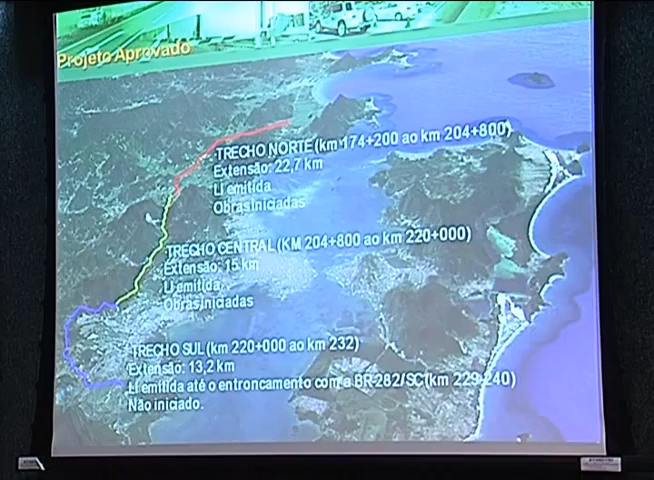 Projeto Aprovado
TRECHO NORTE (km 174+200 ao km 204+800)
Extensão: 22,7 km
LI emitida
Obras Iniciadas
TRECHO CENTRAL (KM 204+800 ao km 220+000)
Extensão: 15 km
LI emitida
Obras Iniciadas
TRECHO SUL (km 220+000 ao km 232)
Extensão: 13,2 km
LI emitida até o entroncamento com a BR-282/SC (km 229,240)
Não iniciado.